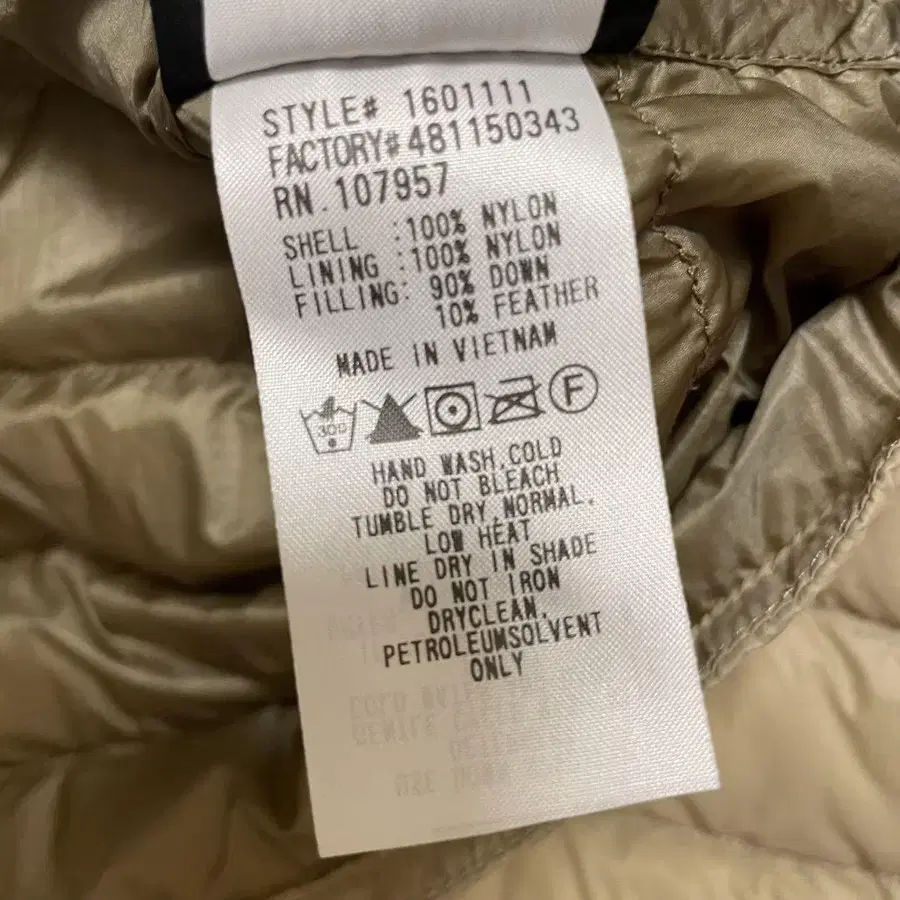 STYLE# 1601111
FACTORY#481150343
RN.107957
SHELL :100% NYLON
LINING :100% NYLON
FILLING: 90% DOWN
10% FEATHER
MADE IN VIETNAM
300 F
HAND WASH,COLD
DO NOT BLEACH
TUMBLE DRY,NORMAL,
LOW HEAT
LINE DRY IN SHADE
DO NOT IRON
DRYCLEAN,
PETROLEUMSOLVENT
ONLY